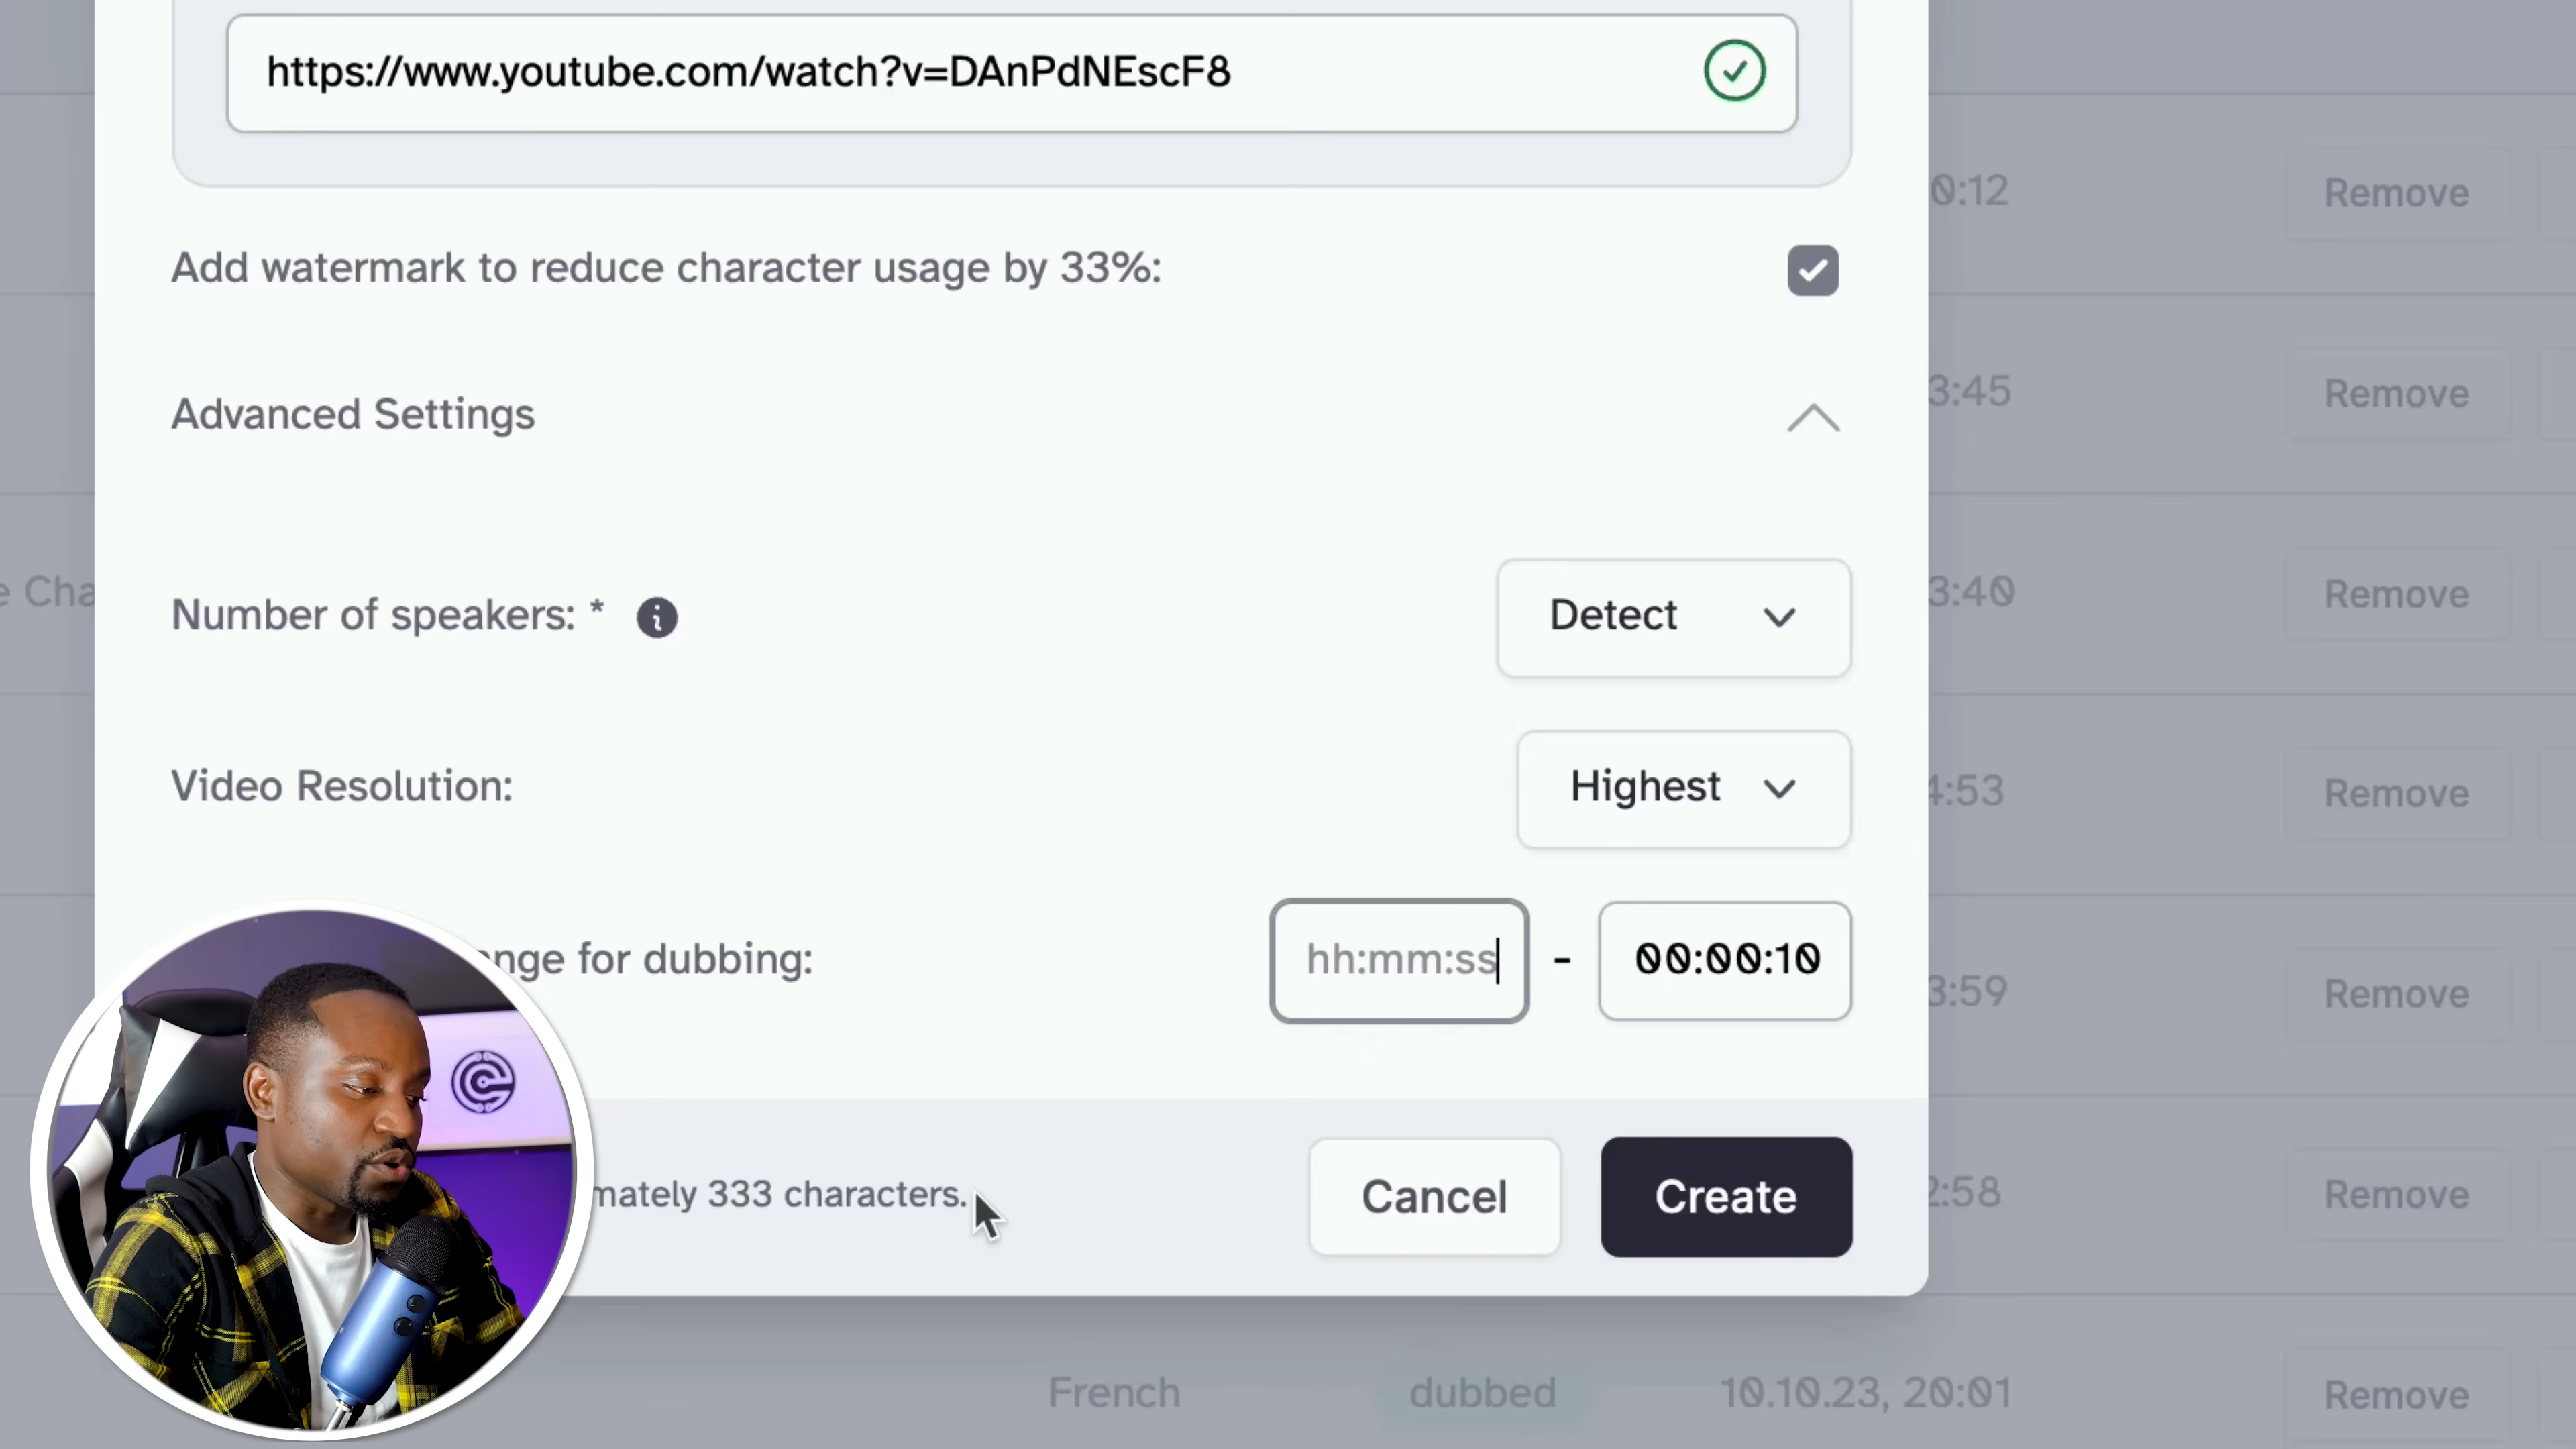 https://www.youtube.com/watch?v=DAnPdNEscF8
0:12 Remove
Add watermark to reduce character usage by 33%:
3:45 Remove
Advanced Settings
e Cha
3:40 Remove
Number of speakers: * Detect
4:53 Remove
Video Resolution: Highest
nge for dubbing: hh:mm:ss - 00:00:10
3:59 Remove
mately 333 characters. Cancel Create
2:58 Remove
French dubbed 10.10.23, 20:01 Remove